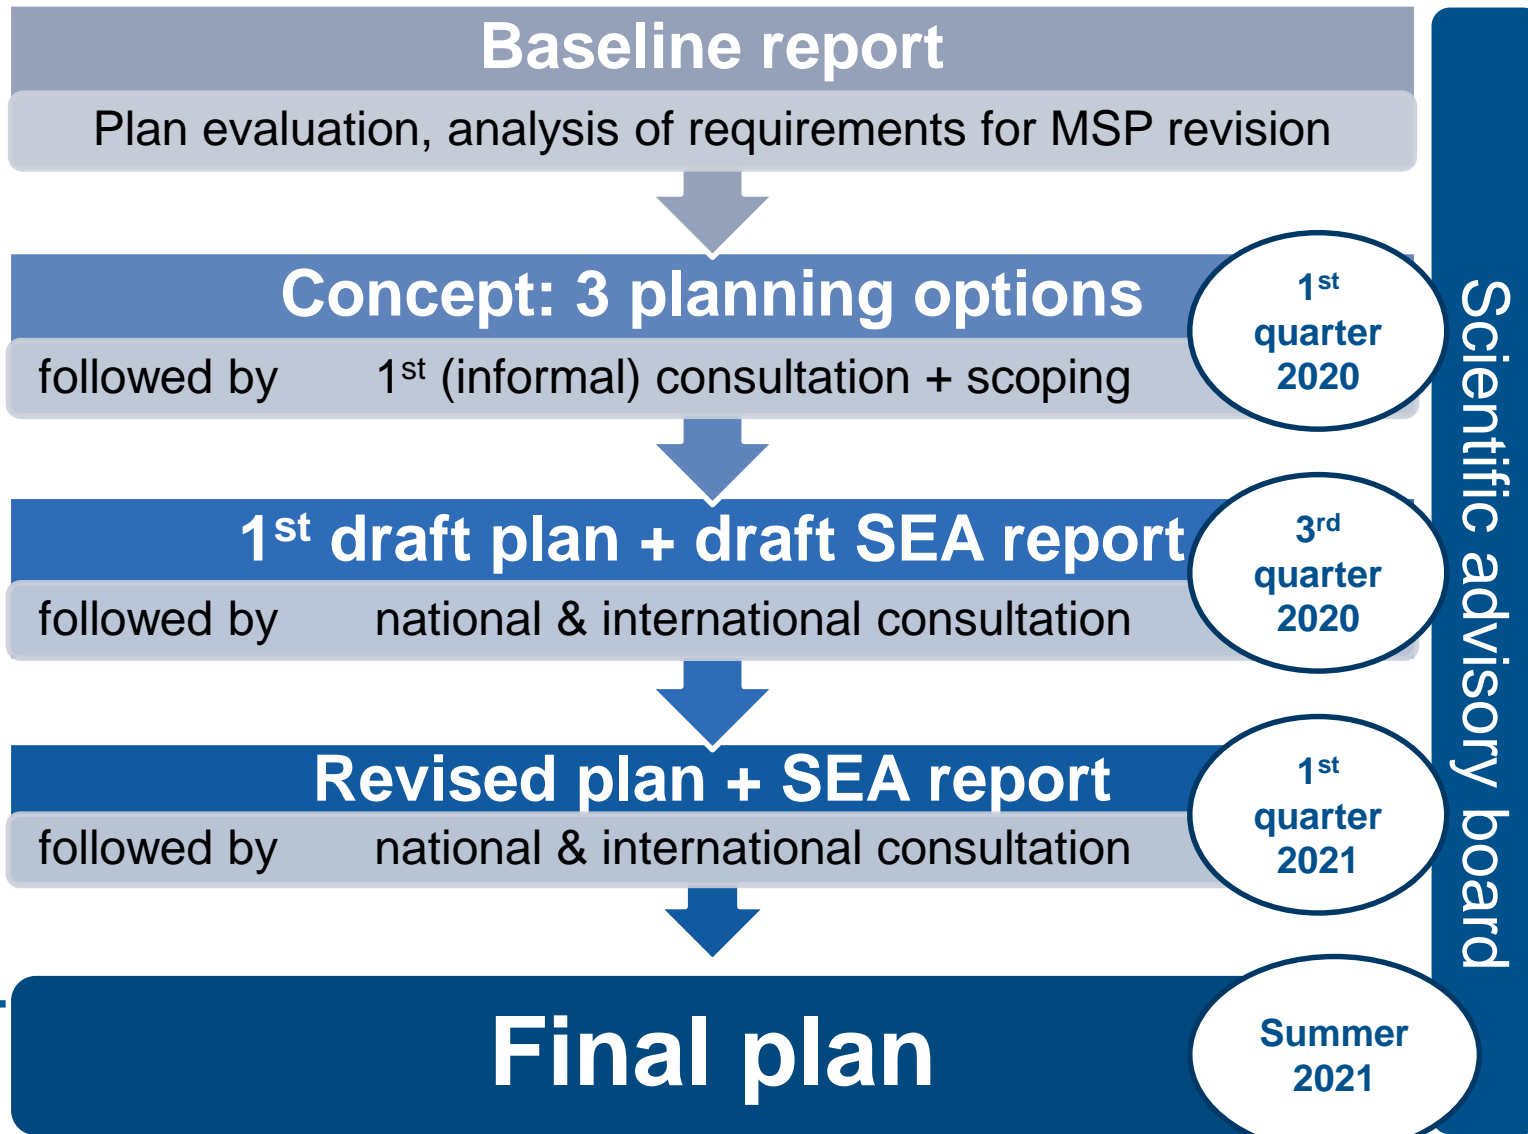 Baseline report
Plan evaluation, analysis of requirements for MSP revision
Concept: 3 planning options
1st
quarter
2020
followed by 1st (informal) consultation + scoping
1st draft plan + draft SEA report
3rd
quarter
2020
followed by national & international consultation
Revised plan + SEA report
1st
quarter
2021
followed by national & international consultation
Final plan
Summer
2021
Scientific advisory board